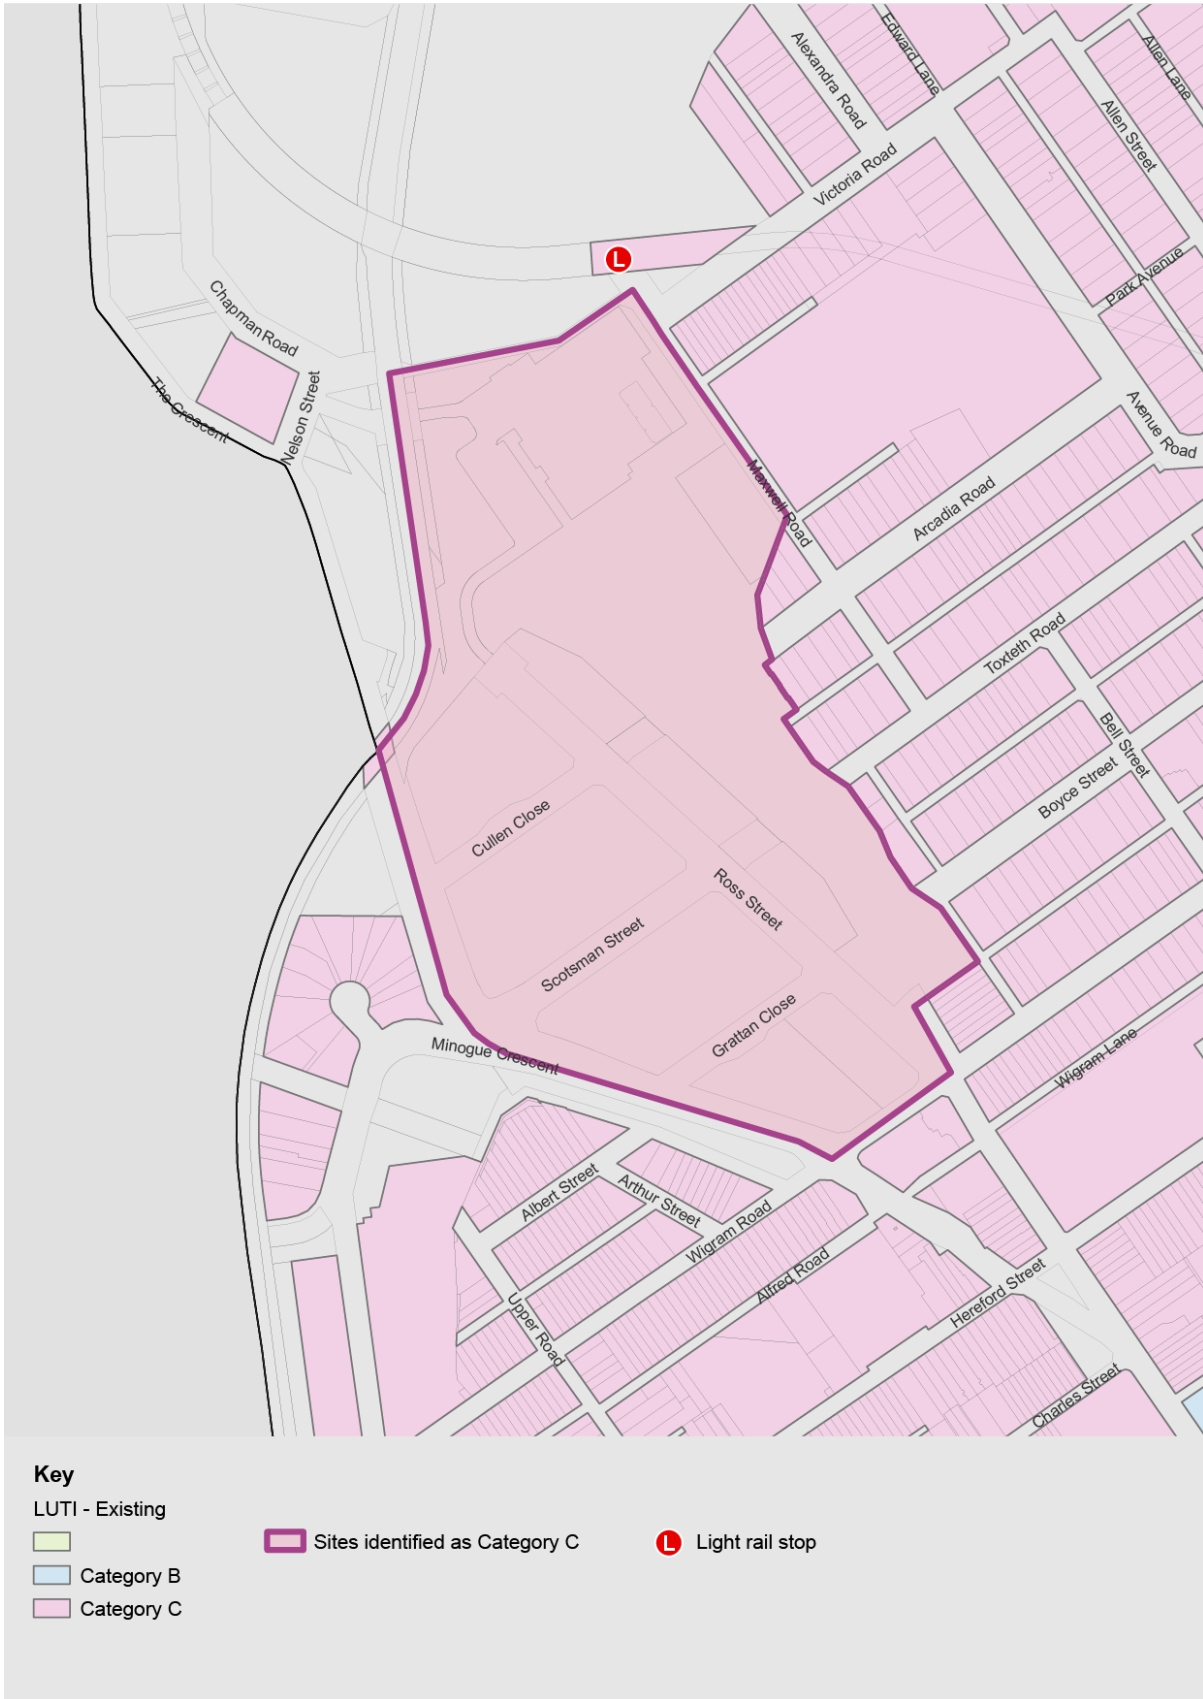 Edward Lane
Alexandra Road
Allen Lane
Allen Street
Victoria Road
L
Park Avenue
Chapman Road
The Crescent
Nelson Street
Avenue Road
Maxwell Road
Arcadia Road
Toxteth Road
Bell Street
Boyce Street
Cullen Close
Ross Street
Scotsman Street
Grattan Close
Minogue Crescent
Wigram Lane
Albert Street
Arthur Street
Wigram Road
Alfred Road
Upper Road
Hereford Street
Charles Street
Key
LUTI - Existing
Sites identified as Category C
L Light rail stop
Category B
Category C